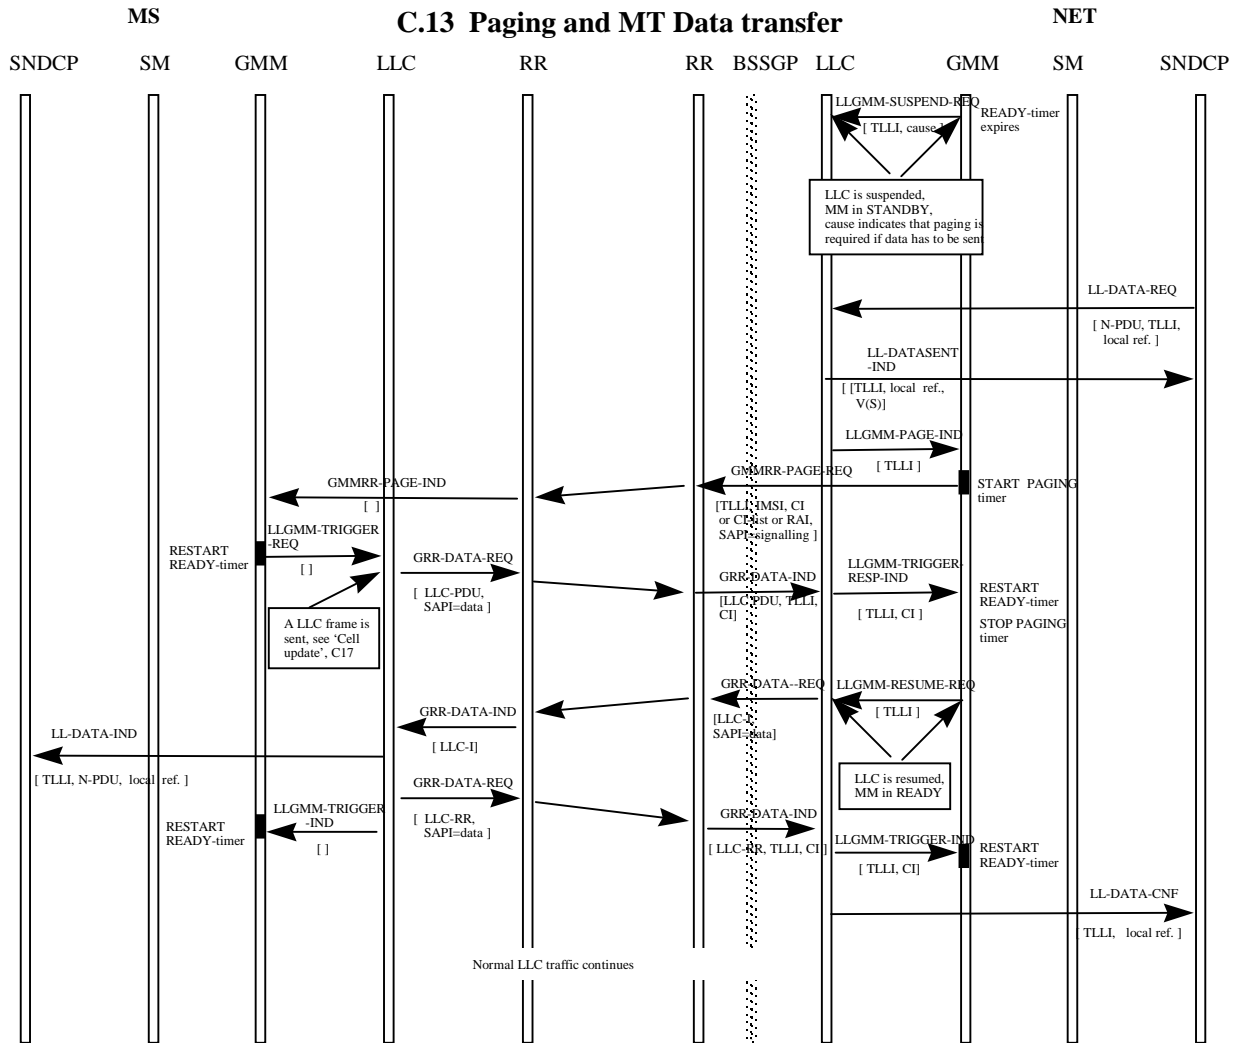 MS
C.13 Paging and MT Data transfer
NET
SNDCP SM GMM LLC RR RR BSSGP LLC GMM SM SNDCP
LLGMM-SUSPEND-REQ
[ TLLI, cause ]
READY-timer
expires
LLC is suspended,
MM in STANDBY,
cause indicates that paging is
required if data has to be sent
LL-DATA-REQ
[ N-PDU, TLLI,
local ref. ]
LL-DATASENT
-IND
[ [TLLI, local ref.,
V(S)]
LLGMM-PAGE-IND
[ TLLI ]
GMMRR-PAGE-REQ
[TLLI, IMSI, CI
or CI-list or RAI,
SAPI=signalling ]
START PAGING
timer
GMMRR-PAGE-IND
[ ]
LLGMM-TRIGGER
-REQ
[ ]
RESTART
READY-timer
A LLC frame is
sent, see ‘Cell
update’, C17
GRR-DATA-REQ
[ LLC-PDU,
SAPI=data ]
GRR-DATA-IND
[LLC-PDU, TLLI,
CI]
LLGMM-TRIGGER-
RESP-IND
[ TLLI, CI ]
RESTART
READY-timer
STOP PAGING
timer
LLGMM-RESUME-REQ
[ TLLI ]
GRR-DATA--REQ
[LLC-I,
SAPI=data]
GRR-DATA-IND
[ LLC-I]
LL-DATA-IND
[ TLLI, N-PDU, local ref. ]
LLC is resumed,
MM in READY
GRR-DATA-REQ
[ LLC-RR,
SAPI=data ]
LLGMM-TRIGGER
-IND
[ ]
RESTART
READY-timer
GRR-DATA-IND
[ LLC-RR, TLLI, CI ]
LLGMM-TRIGGER-IND
[ TLLI, CI]
RESTART
READY-timer
LL-DATA-CNF
[ TLLI, local ref. ]
Normal LLC traffic continues